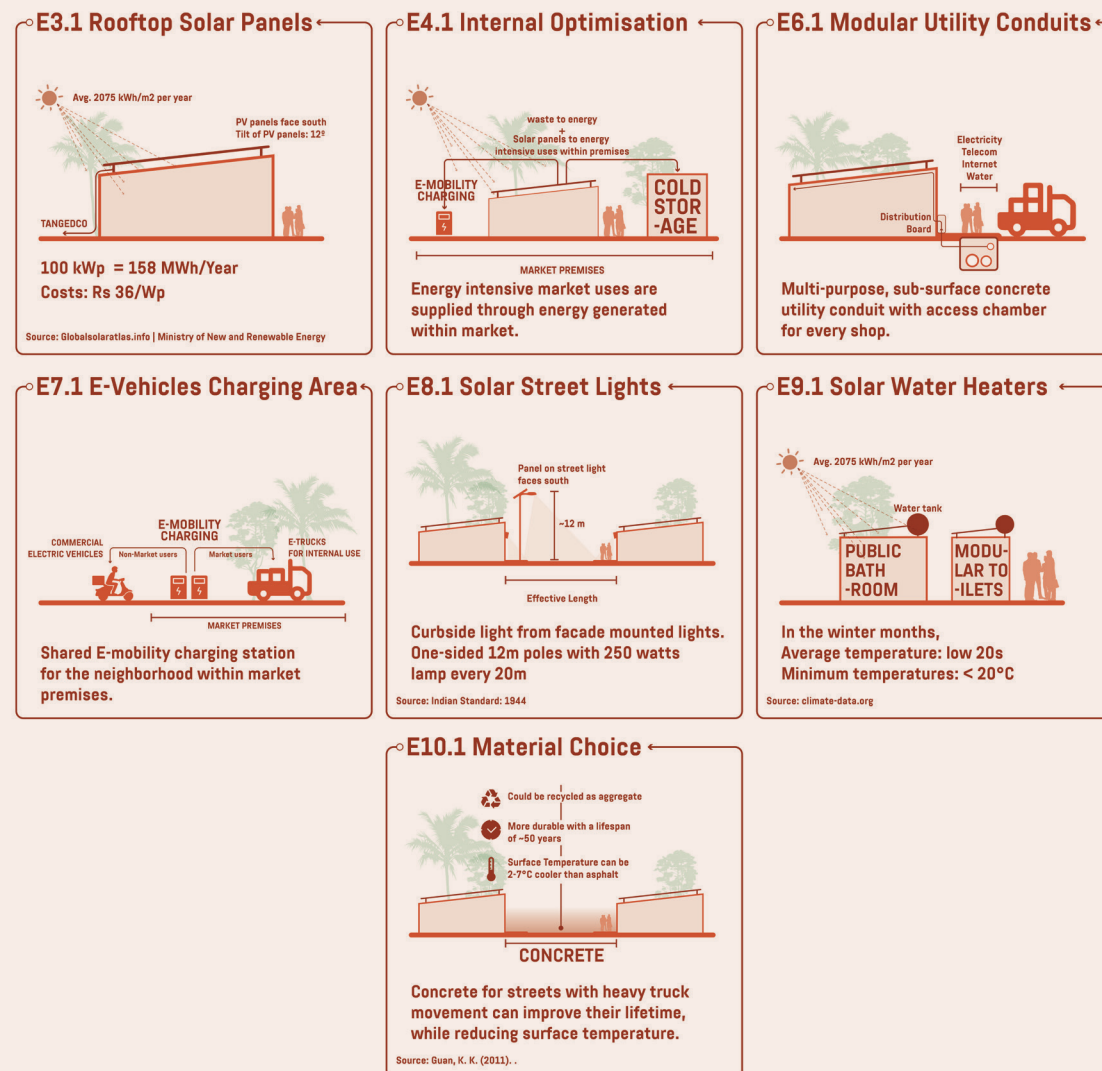 E3.1 Rooftop Solar Panels
Avg. 2075 kWh/m2 per year
PV panels face south
Tilt of PV panels: 12º
TANGEDCO
100 kWp = 158 MWh/Year
Costs: Rs 36/Wp
Source: Globalsolaratlas.info | Ministry of New and Renewable Energy
E4.1 Internal Optimisation
waste to energy
+
Solar panels to energy
intensive uses within premises
E-MOBILITY
CHARGING
COLD
STOR
-AGE
MARKET PREMISES
Energy intensive market uses are
supplied through energy generated
within market.
E6.1 Modular Utility Conduits
Electricity
Telecom
Internet
Water
Distribution
Board
Multi-purpose, sub-surface concrete
utility conduit with access chamber
for every shop.
E7.1 E-Vehicles Charging Area
E-MOBILITY
CHARGING
COMMERCIAL
ELECTRIC VEHICLES
Non-Market users
Market users
E-TRUCKS
FOR INTERNAL USE
MARKET PREMISES
Shared E-mobility charging station
for the neighborhood within market
premises.
E8.1 Solar Street Lights
Panel on street light
faces south
~12 m
Effective Length
Curbside light from facade mounted lights.
One-sided 12m poles with 250 watts
lamp every 20m
Source: Indian Standard: 1944
E9.1 Solar Water Heaters
Avg. 2075 kWh/m2 per year
Water tank
PUBLIC
BATH
-ROOM
MODU-
LAR TO
-ILETS
In the winter months,
Average temperature: low 20s
Minimum temperatures: < 20°C
Source: climate-data.org
E10.1 Material Choice
Could be recycled as aggregate
More durable with a lifespan
of ~50 years
Surface Temperature can be
2-7°C cooler than asphalt
CONCRETE
Concrete for streets with heavy truck
movement can improve their lifetime,
while reducing surface temperature.
Source: Guan, K. K. (2011). .